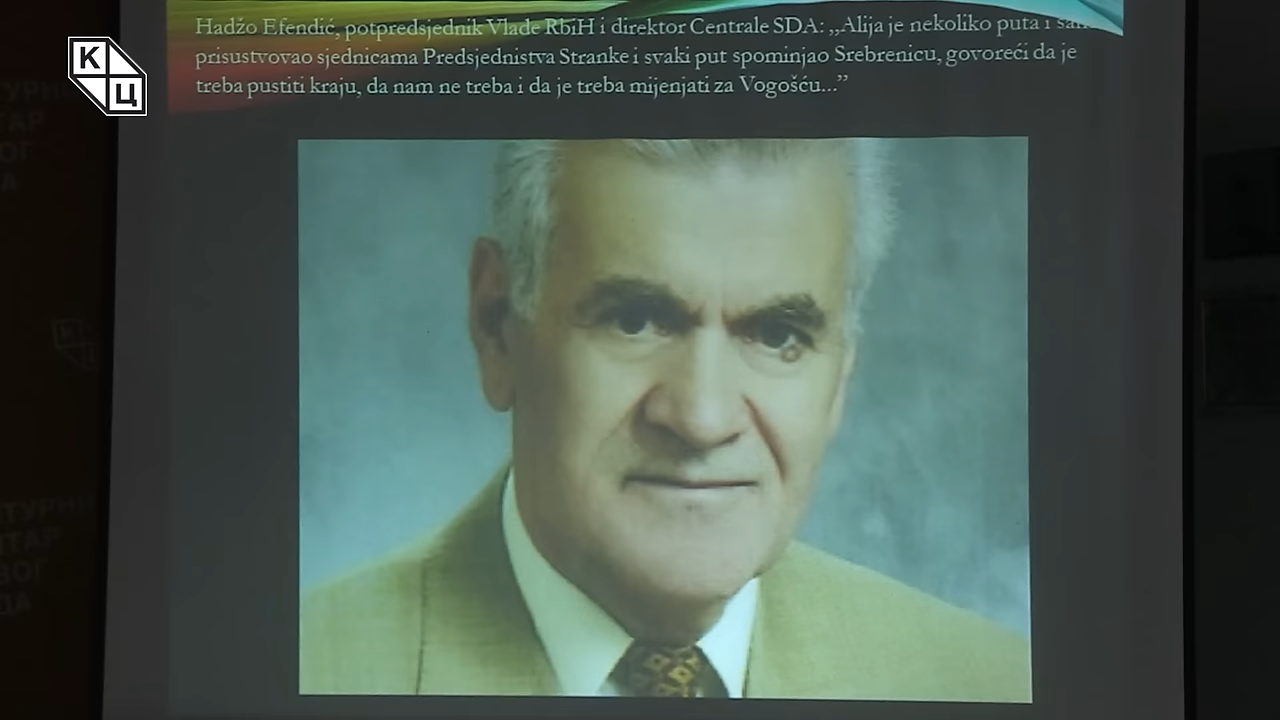 К
Ц
Hadžo Efendić, potpredsjednik Vlade RbiH i direktor Centrale SDA: „Alija je nekoliko puta i sam
prisustvovao sjednicama Predsjednistva Stranke i svaki put spominjao Srebrenicu, govoreći da je
treba pustiti kraju, da nam ne treba i da je treba mijenjati za Vogošću...”